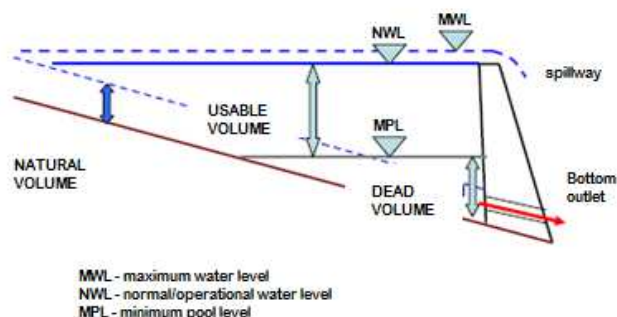 MWL
NWL
spillway
USABLE
VOLUME
MPL
NATURAL
VOLUME
DEAD
VOLUME
Bottom
outlet
MWL - maximum water level
NWL - normal/operational water level
MPL - minimum pool level